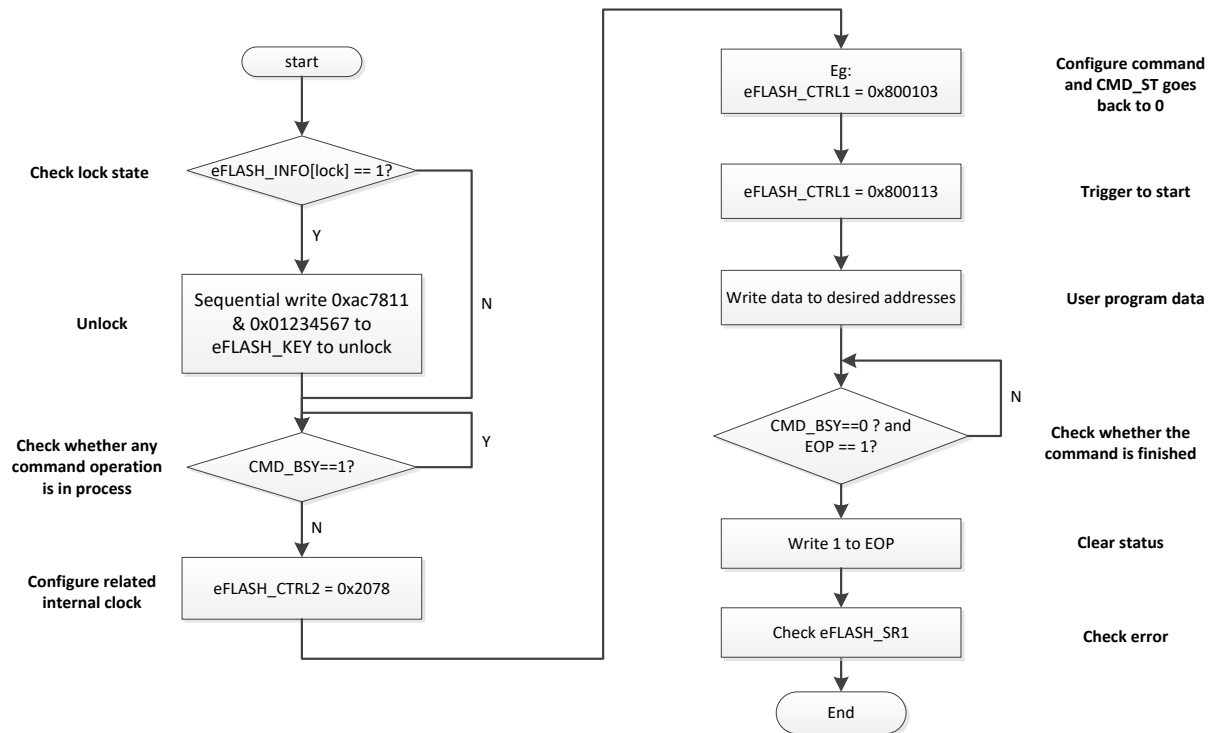 start
Check lock state
eFLASH_INFO[lock] == 1?
Y
N
Unlock
Sequential write 0xac7811
& 0x01234567 to
eFLASH_KEY to unlock
Check whether any
command operation
is in process
CMD_BSY==1?
Y
N
Configure related
internal clock
eFLASH_CTRL2 = 0x2078
Eg:
eFLASH_CTRL1 = 0x800103
Configure command
and CMD_ST goes
back to 0
eFLASH_CTRL1 = 0x800113
Trigger to start
Write data to desired addresses
User program data
CMD_BSY==0 ? and
EOP == 1?
N
Check whether the
command is finished
Write 1 to EOP
Clear status
Check eFLASH_SR1
Check error
End